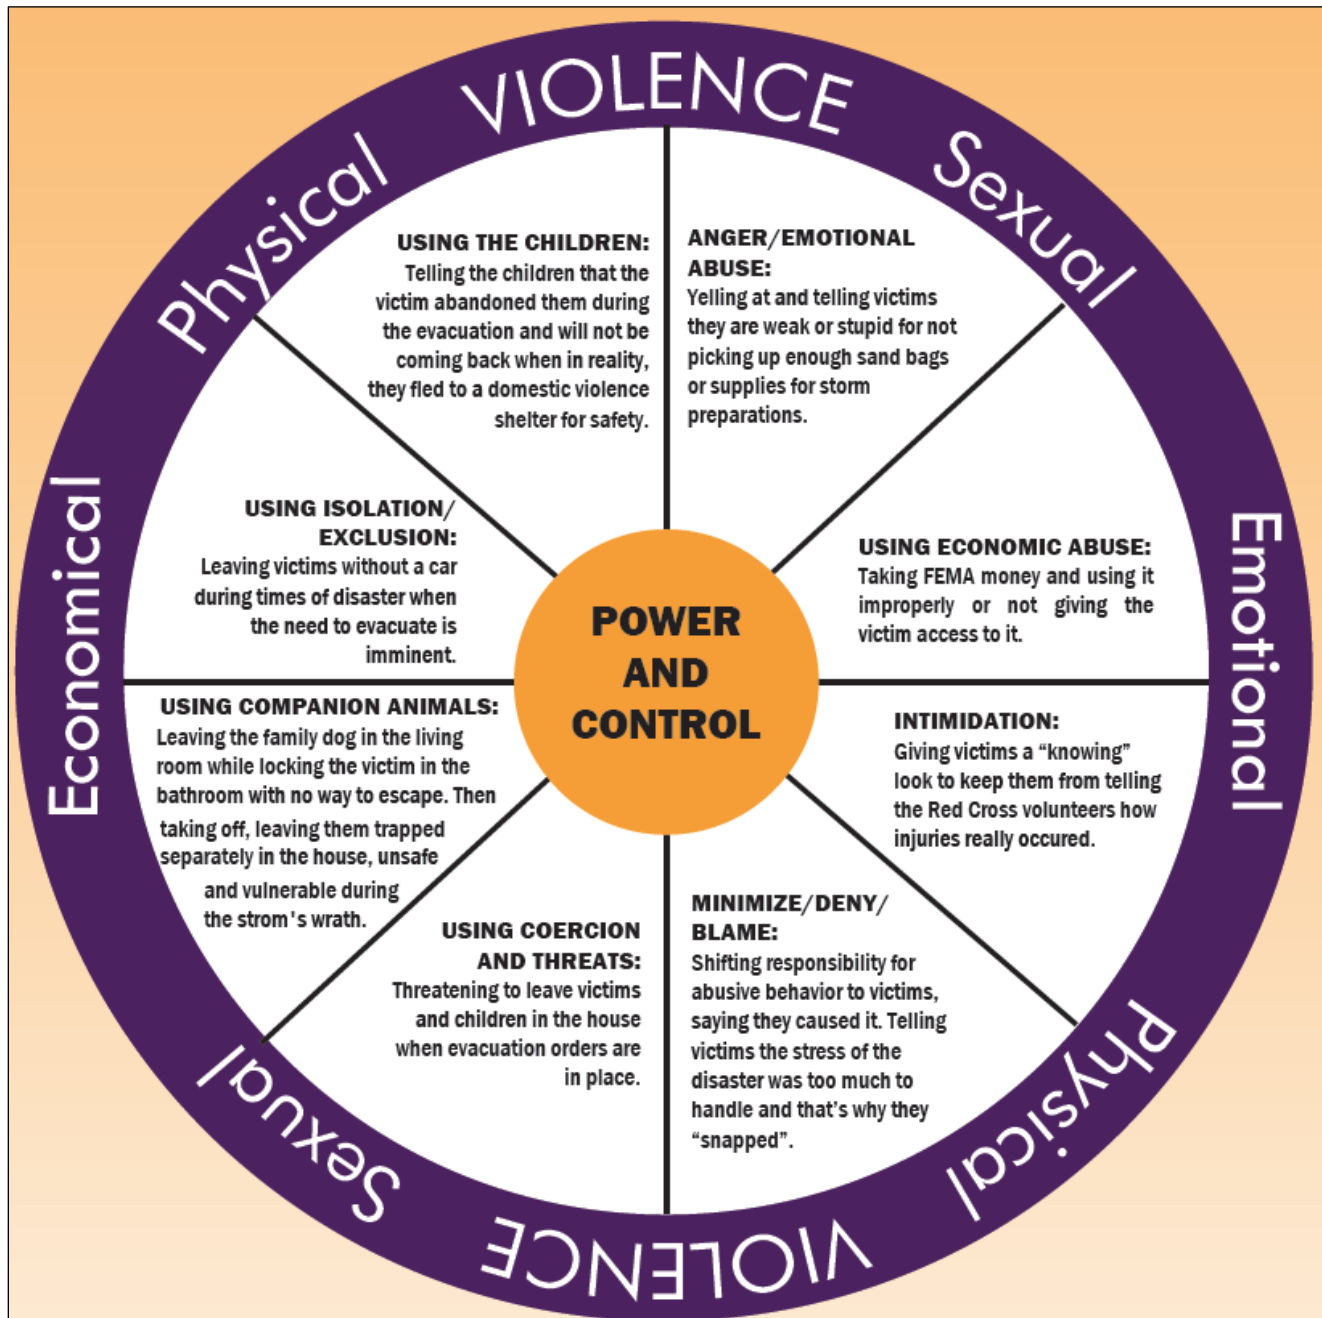 Physical
VIOLENCE
Sexual
Emotional
Physical
VIOLENCE
Sexual
Economical
USING THE CHILDREN:
Telling the children that the
victim abandoned them during
the evacuation and will not be
coming back when in reality,
they fled to a domestic violence
shelter for safety.
ANGER/EMOTIONAL
ABUSE:
Yelling at and telling victims
they are weak or stupid for not
picking up enough sand bags
or supplies for storm
preparations.
USING ECONOMIC ABUSE:
Taking FEMA money and using it
improperly or not giving the
victim access to it.
INTIMIDATION:
Giving victims a “knowing”
look to keep them from telling
the Red Cross volunteers how
injuries really occured.
MINIMIZE/DENY/
BLAME:
Shifting responsibility for
abusive behavior to victims,
saying they caused it. Telling
victims the stress of the
disaster was too much to
handle and that’s why they
“snapped”.
USING COERCION
AND THREATS:
Threatening to leave victims
and children in the house
when evacuation orders are
in place.
USING COMPANION ANIMALS:
Leaving the family dog in the living
room while locking the victim in the
bathroom with no way to escape. Then
taking off, leaving them trapped
separately in the house, unsafe
and vulnerable during
the strom's wrath.
USING ISOLATION/
EXCLUSION:
Leaving victims without a car
during times of disaster when
the need to evacuate is
imminent.
POWER
AND
CONTROL